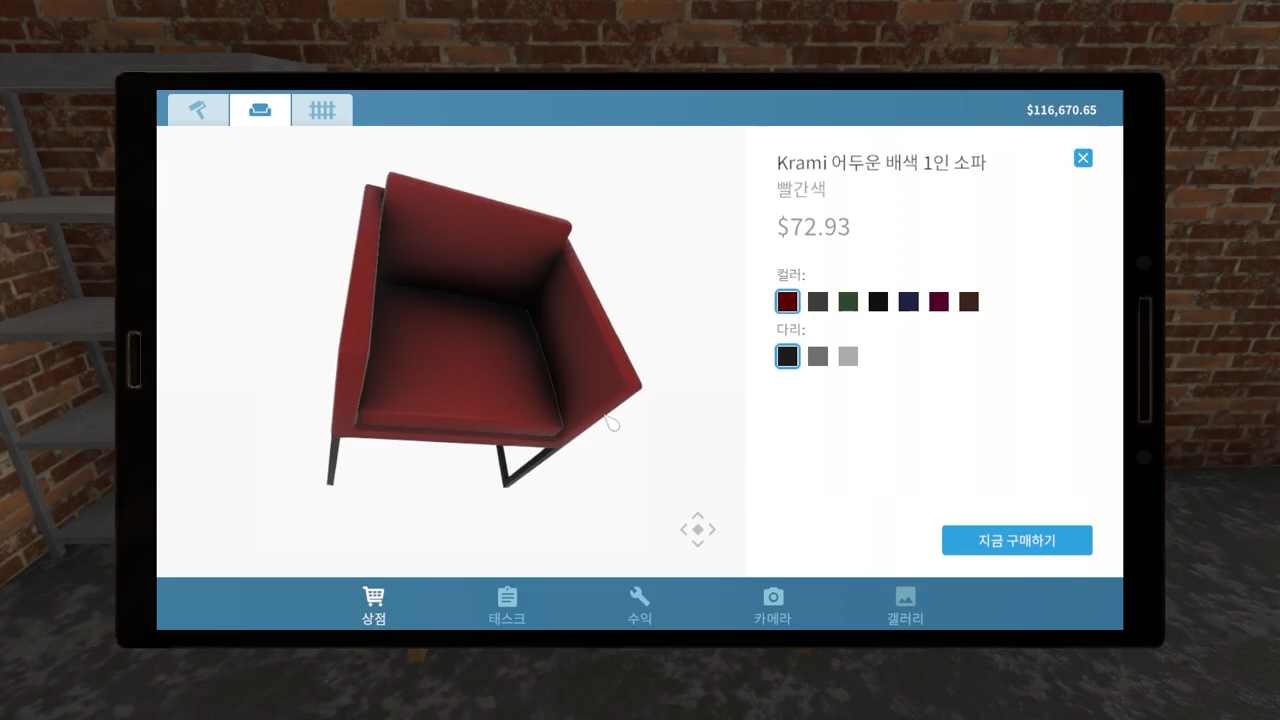 $116,670.65
Krami 어두운 배색 1인 소파
빨간색
$72.93
컬러:
다리:
지금 구매하기
상점
태스크
수익
카메라
갤러리